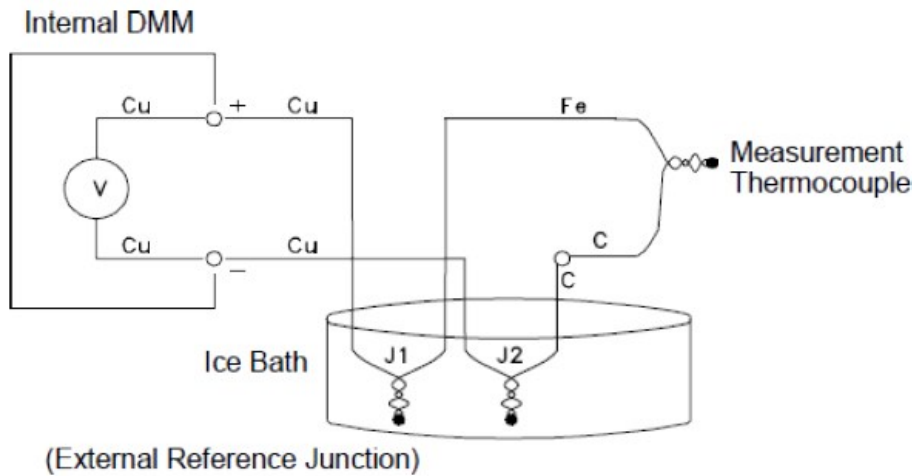 Internal DMM
Cu + Cu Fe
V
Measurement
Thermocouple
Cu − Cu C
C
J1 J2
Ice Bath
(External Reference Junction)